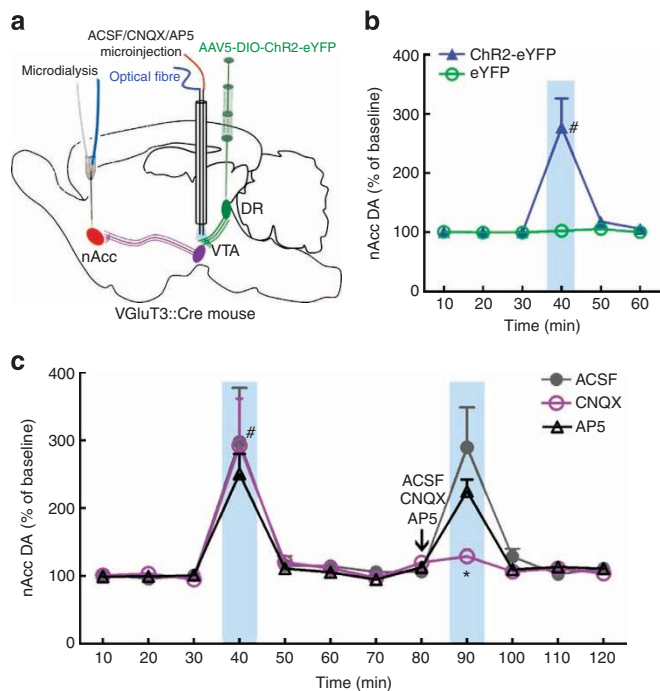 a
ACSF/CNQX/AP5
microinjection
AAV5-DIO-ChR2-eYFP
Microdialysis
Optical fibre
DR
nAcc
VTA
VGluT3::Cre mouse
b
ChR2-eYFP
eYFP
nAcc DA (% of baseline)
400
300
200
100
0
#
10 20 30 40 50 60
Time (min)
c
ACSF
CNQX
AP5
nAcc DA (% of baseline)
400
300
200
100
0
#
ACSF
CNQX
AP5
*
10 20 30 40 50 60 70 80 90 100 110 120
Time (min)